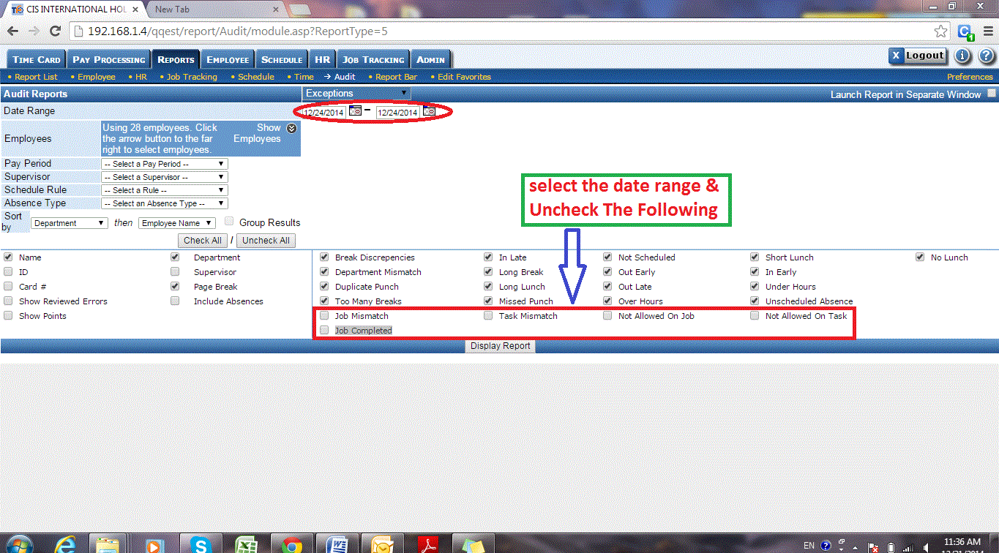 CIS INTERNATIONAL HOL
New Tab
192.168.1.4/qqest/report/Audit/module.asp?ReportType=5
TIME CARD PAY PROCESSING REPORTS EMPLOYEE SCHEDULE HR JOB TRACKING ADMIN X Logout
• Report List • Employee • HR • Job Tracking • Schedule • Time → Audit • Report Bar • Edit Favorites Preferences
Audit Reports Exceptions Launch Report in Separate Window
Date Range 12/24/2014 – 12/24/2014
Employees
Using 28 employees. Click
the arrow button to the far
right to select employees.
Show
Employees
Pay Period -- Select a Pay Period --
Supervisor -- Select a Supervisor --
Schedule Rule -- Select a Rule --
Absence Type -- Select an Absence Type --
Sort
by
Department then Employee Name Group Results
Check All / Uncheck All
select the date range &
Uncheck The Following
Name Department Break Discrepencies In Late Not Scheduled Short Lunch No Lunch
ID Supervisor Department Mismatch Long Break Out Early In Early
Card # Page Break Duplicate Punch Long Lunch Out Late Under Hours
Show Reviewed Errors Include Absences Too Many Breaks Missed Punch Over Hours Unscheduled Absence
Show Points Job Mismatch Task Mismatch Not Allowed On Job Not Allowed On Task
Job Completed
Display Report
EN
11:36 AM